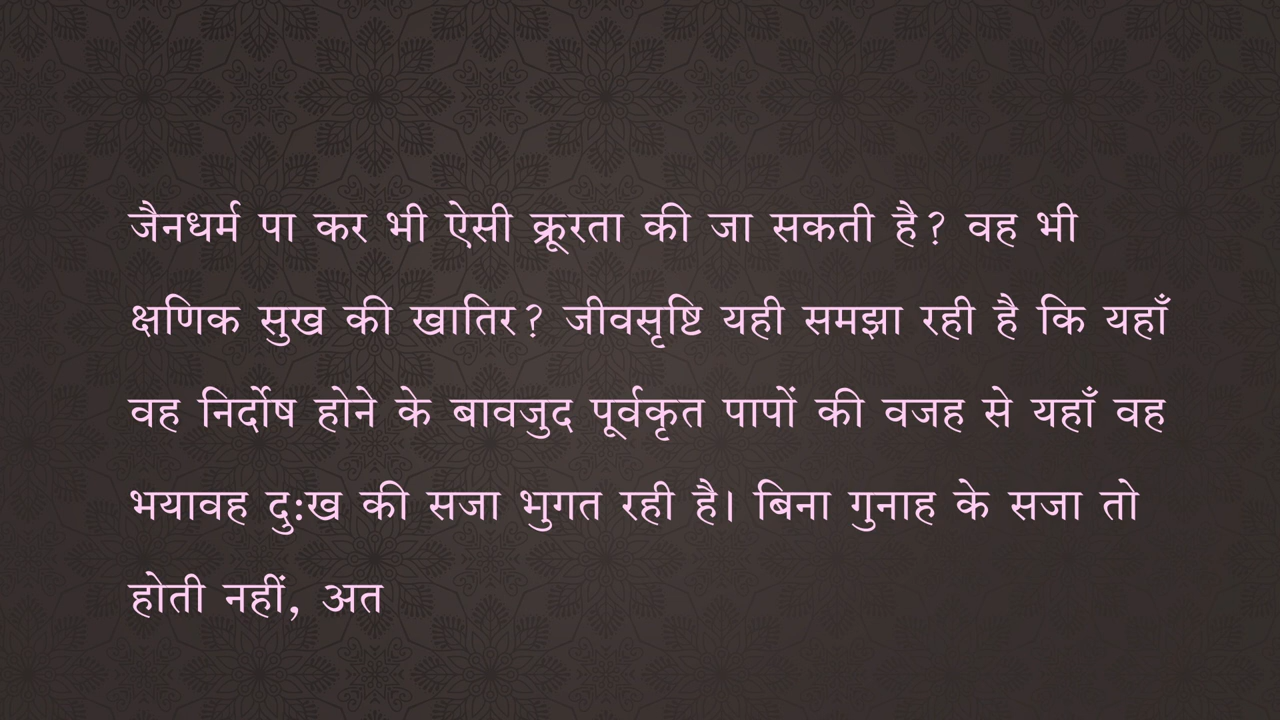 जैनधर्म पा कर भी ऐसी क्रूरता की जा सकती है? वह भी
क्षणिक सुख की खातिर? जीवसृष्टि यही समझा रही है कि यहाँ
वह निर्दोष होने के बावजुद पूर्वकृत पापों की वजह से यहाँ वह
भयावह दुःख की सजा भुगत रही है। बिना गुनाह के सजा तो
होती नहीं, अत